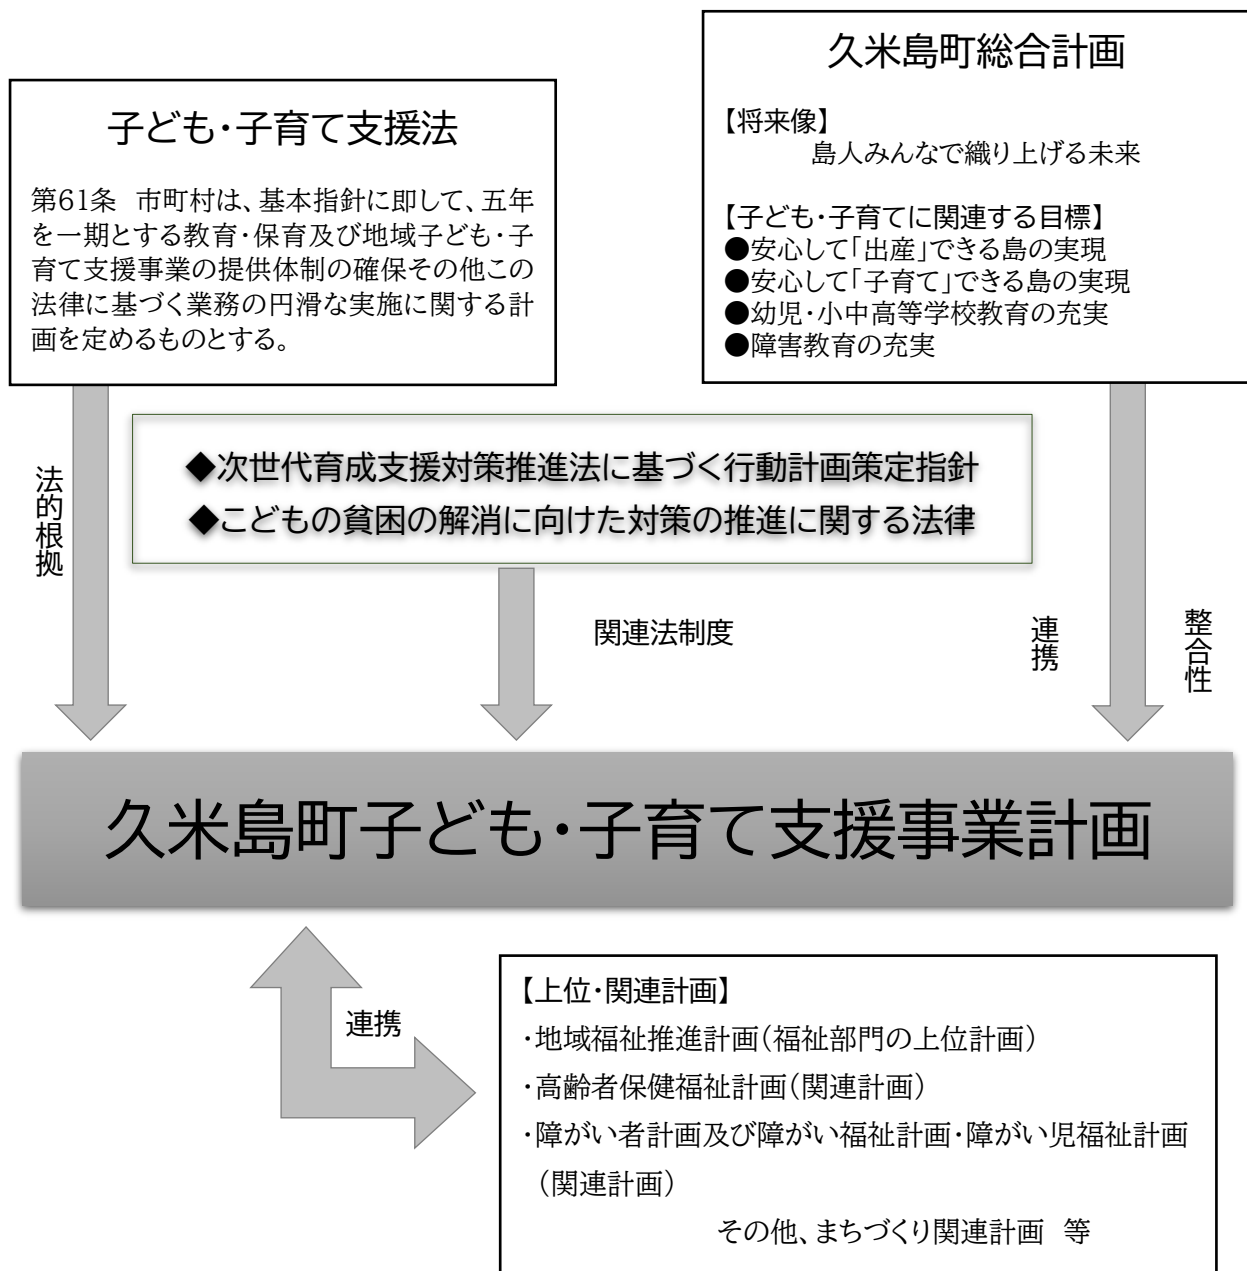 子ども・子育て支援法
第61条　市町村は、基本指針に即して、五年
を一期とする教育・保育及び地域子ども・子
育て支援事業の提供体制の確保その他この
法律に基づく業務の円滑な実施に関する計
画を定めるものとする。
久米島町総合計画
【将来像】
島人みんなで織り上げる未来
【子ども・子育てに関連する目標】
●安心して「出産」できる島の実現
●安心して「子育て」できる島の実現
●幼児・小中高等学校教育の充実
●障害教育の充実
◆次世代育成支援対策推進法に基づく行動計画策定指針
◆こどもの貧困の解消に向けた対策の推進に関する法律
法的根拠
関連法制度
連携
整合性
久米島町子ども・子育て支援事業計画
連携
【上位・関連計画】
・地域福祉推進計画（福祉部門の上位計画）
・高齢者保健福祉計画（関連計画）
・障がい者計画及び障がい福祉計画・障がい児福祉計画
（関連計画）
その他、まちづくり関連計画　等